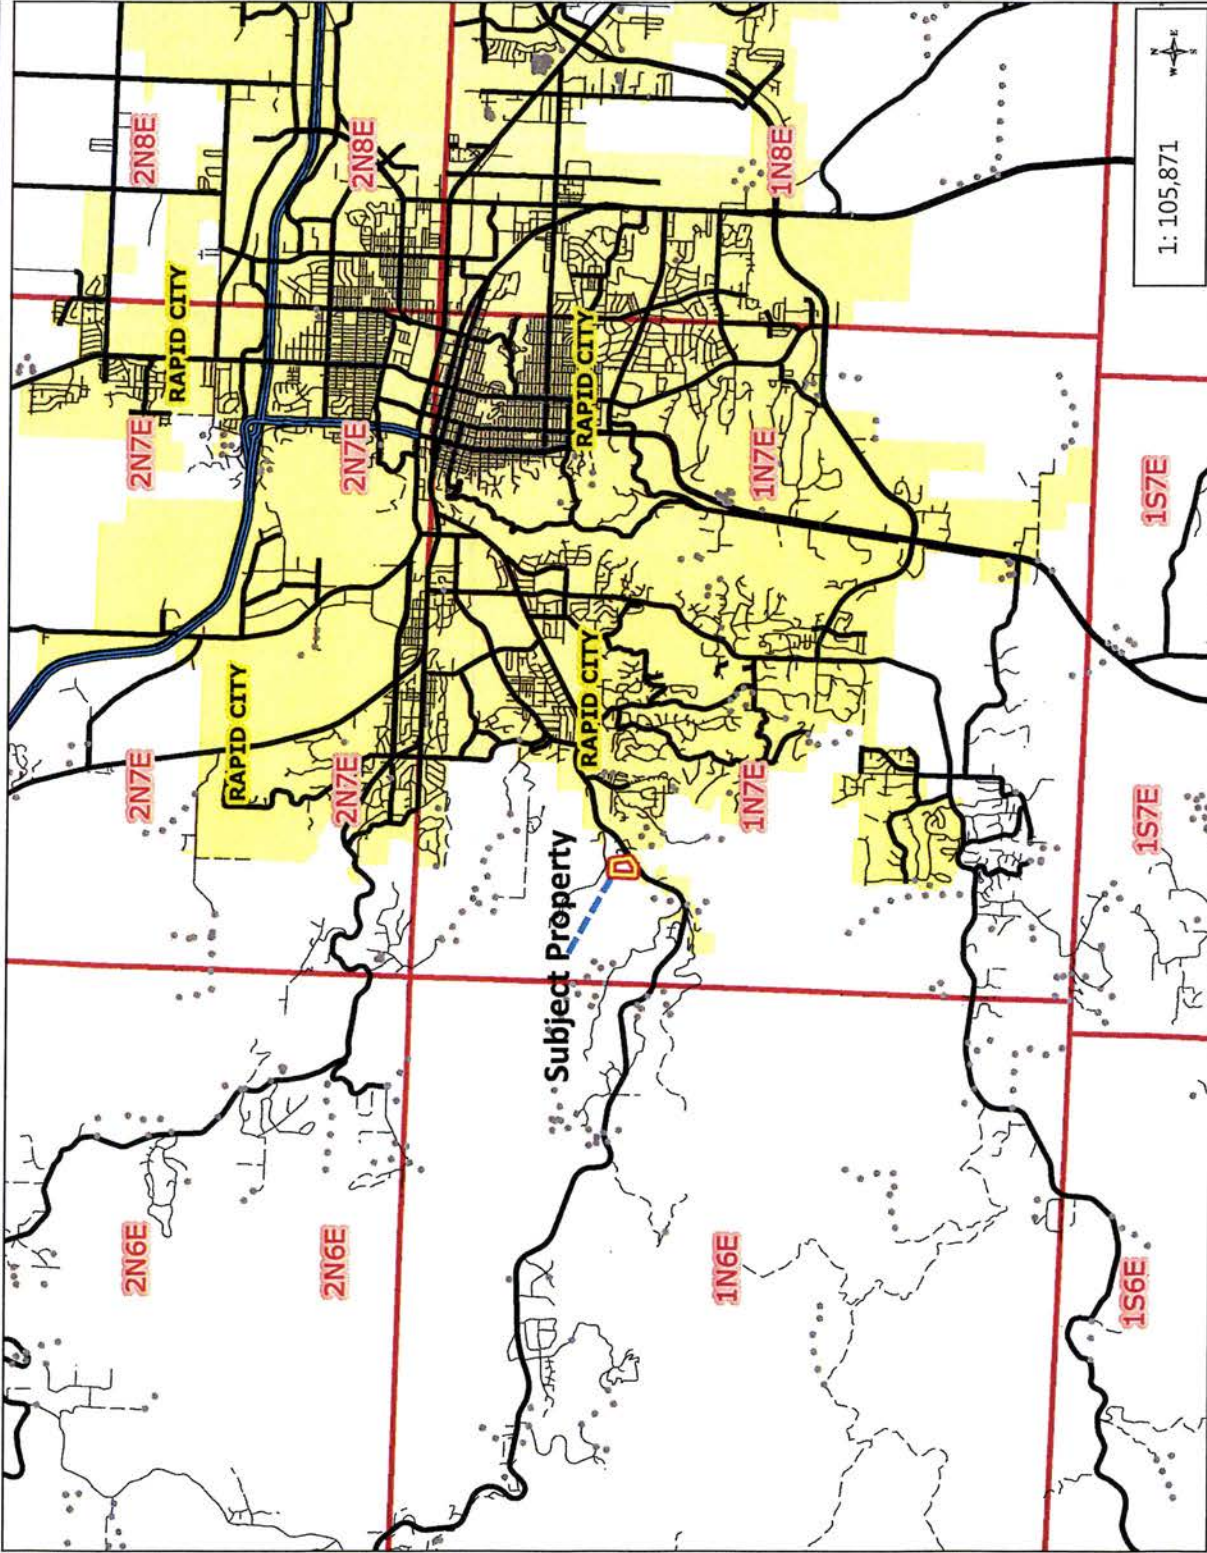 2N6E
2N7E
2N7E
2N8E
RAPID CITY
RAPID CITY
2N6E
2N7E
2N7E
2N8E
Subject Property
RAPID CITY
RAPID CITY
1N6E
1N7E
1N7E
1N8E
1S6E
1S7E
1S7E
1: 105,871
N
W E
S